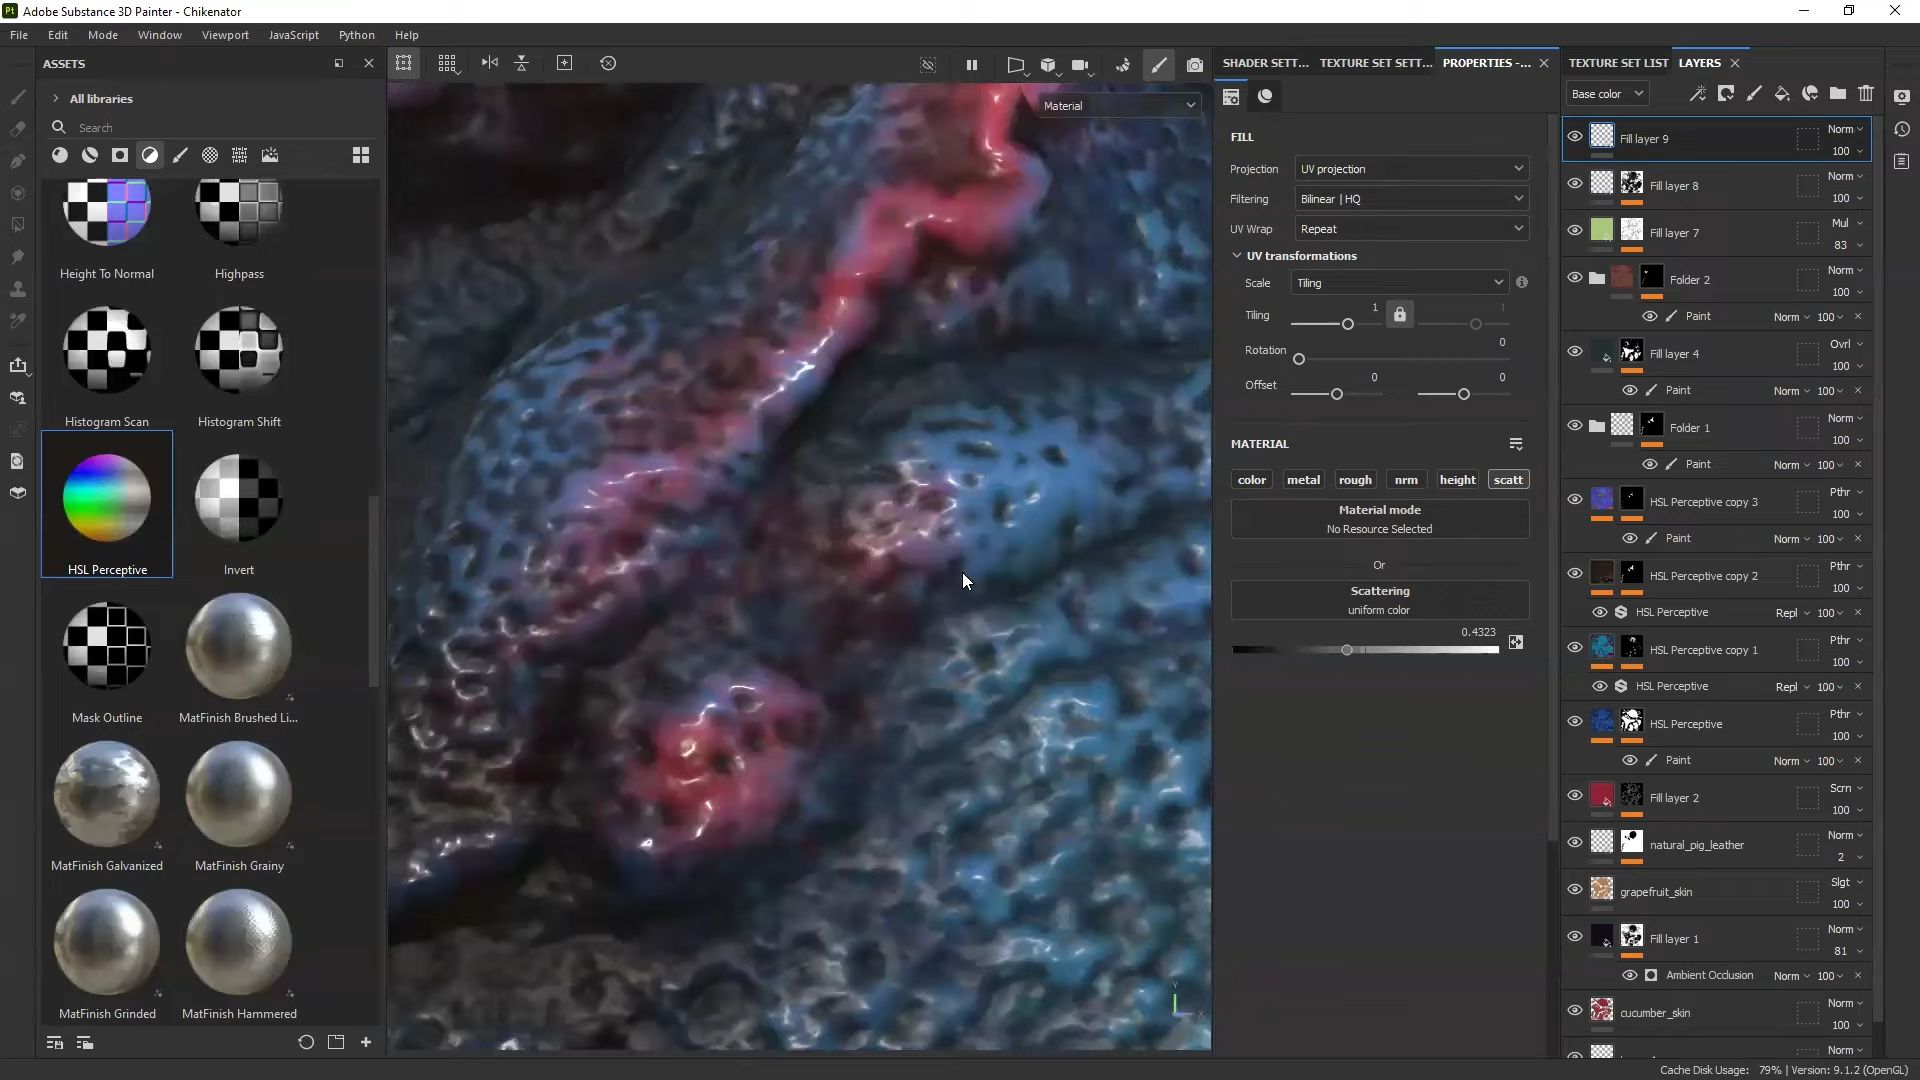 Pt Adobe Substance 3D Painter - Chikenator
File Edit Mode Window Viewport JavaScript Python Help
ASSETS
All libraries
Search
Height To Normal
Highpass
Histogram Scan
Histogram Shift
HSL Perceptive
Invert
Mask Outline
MatFinish Brushed Li...
MatFinish Galvanized
MatFinish Grainy
MatFinish Grinded
MatFinish Hammered
Material
Y
SHADER SETT... TEXTURE SET SETT... PROPERTIES -...
FILL
Projection UV projection
Filtering Bilinear | HQ
UV Wrap Repeat
UV transformations
Scale Tiling
Tiling 1 1
Rotation 0
Offset 0 0
MATERIAL
color metal rough nrm height scatt
Material mode
No Resource Selected
Or
Scattering
uniform color
0.4323
TEXTURE SET LIST LAYERS
Base color
Fill layer 9 Norm 100
Fill layer 8 Norm 100
Fill layer 7 Mul 83
Folder 2 Norm 100
Paint Norm 100
Fill layer 4 Ovrl 100
Paint Norm 100
Folder 1 Norm 100
Paint Norm 100
HSL Perceptive copy 3 Pthr 100
Paint Norm 100
HSL Perceptive copy 2 Pthr 100
HSL Perceptive Repl 100
HSL Perceptive copy 1 Pthr 100
HSL Perceptive Repl 100
HSL Perceptive Pthr 100
Paint Norm 100
Fill layer 2 Scrn 100
natural_pig_leather Norm 2
grapefruit_skin Slgt 100
Fill layer 1 Norm 81
Ambient Occlusion Norm 100
cucumber_skin Norm 100
Norm
Cache Disk Usage: 79% | Version: 9.1.2 (OpenGL)